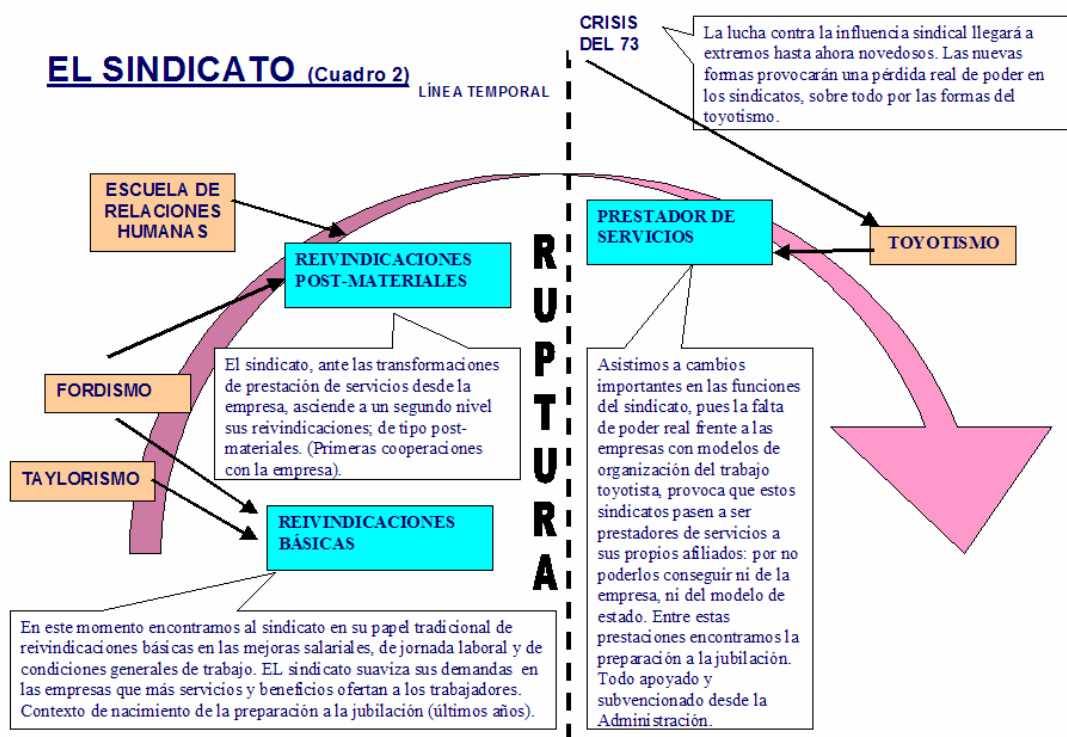 EL SINDICATO (Cuadro 2)
LÍNEA TEMPORAL
CRISIS
DEL 73
La lucha contra la influencia sindical llegará a
extremos hasta ahora novedosos. Las nuevas
formas provocarán una pérdida real de poder en
los sindicatos, sobre todo por las formas del
toyotismo.
ESCUELA DE
RELACIONES
HUMANAS
REIVINDICACIONES
POST-MATERIALES
PRESTADOR DE
SERVICIOS
TOYOTISMO
RUPTURA
El sindicato, ante las transformaciones
de prestación de servicios desde la
empresa, asciende a un segundo nivel
sus reivindicaciones; de tipo post-
materiales. (Primeras cooperaciones
con la empresa).
FORDISMO
TAYLORISMO
REIVINDICACIONES
BÁSICAS
Asistimos a cambios
importantes en las funciones
del sindicato, pues la falta
de poder real frente a las
empresas con modelos de
organización del trabajo
toyotista, provoca que estos
sindicatos pasen a ser
prestadores de servicios a
sus propios afiliados: por no
poderlos conseguir ni de la
empresa, ni del modelo de
estado. Entre estas
prestaciones encontramos la
preparación a la jubilación.
Todo apoyado y
subvencionado desde la
Administración.
En este momento encontramos al sindicato en su papel tradicional de
reivindicaciones básicas en las mejoras salariales, de jornada laboral y de
condiciones generales de trabajo. EL sindicato suaviza sus demandas en
las empresas que más servicios y beneficios ofertan a los trabajadores.
Contexto de nacimiento de la preparación a la jubilación (últimos años).